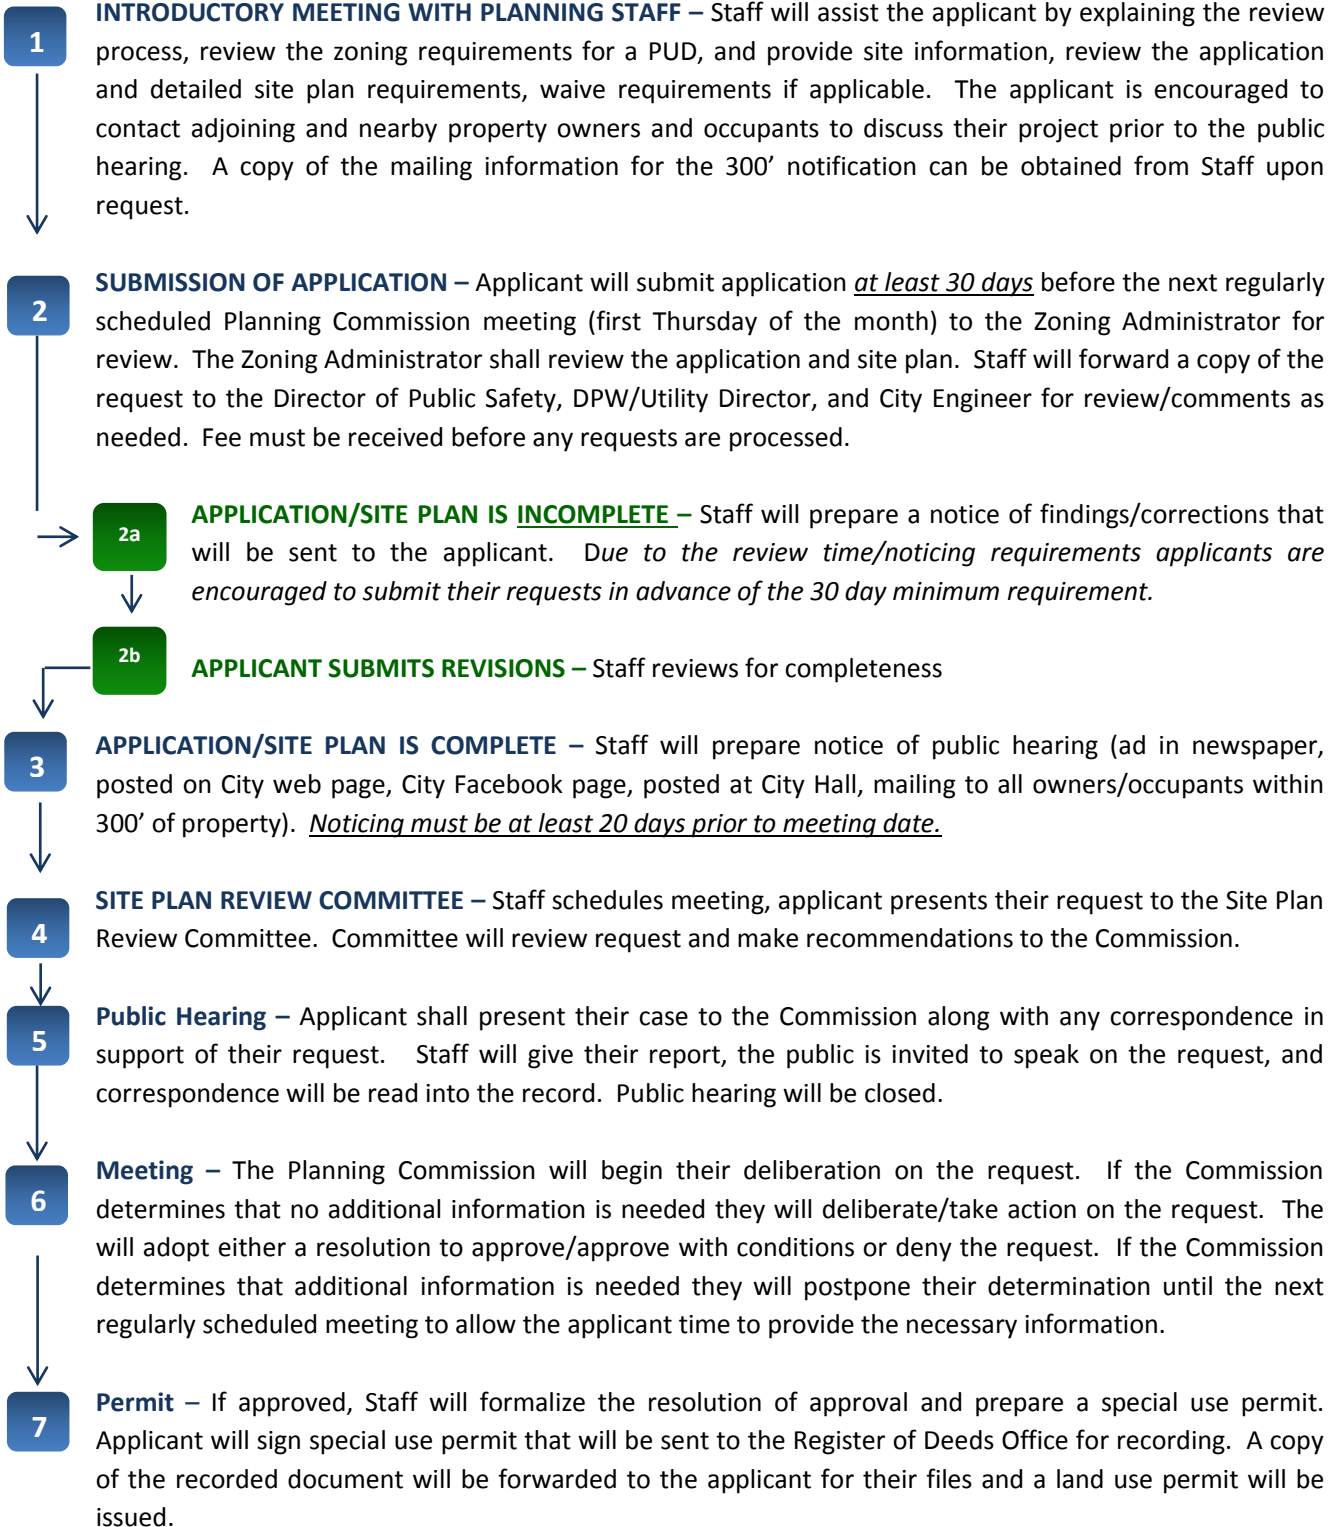 1
INTRODUCTORY MEETING WITH PLANNING STAFF – Staff will assist the applicant by explaining the review
process, review the zoning requirements for a PUD, and provide site information, review the application
and detailed site plan requirements, waive requirements if applicable. The applicant is encouraged to
contact adjoining and nearby property owners and occupants to discuss their project prior to the public
hearing. A copy of the mailing information for the 300’ notification can be obtained from Staff upon
request.
2
SUBMISSION OF APPLICATION – Applicant will submit application at least 30 days before the next regularly
scheduled Planning Commission meeting (first Thursday of the month) to the Zoning Administrator for
review. The Zoning Administrator shall review the application and site plan. Staff will forward a copy of the
request to the Director of Public Safety, DPW/Utility Director, and City Engineer for review/comments as
needed. Fee must be received before any requests are processed.
2a
APPLICATION/SITE PLAN IS INCOMPLETE – Staff will prepare a notice of findings/corrections that
will be sent to the applicant. Due to the review time/noticing requirements applicants are
encouraged to submit their requests in advance of the 30 day minimum requirement.
2b
APPLICANT SUBMITS REVISIONS – Staff reviews for completeness
3
APPLICATION/SITE PLAN IS COMPLETE – Staff will prepare notice of public hearing (ad in newspaper,
posted on City web page, City Facebook page, posted at City Hall, mailing to all owners/occupants within
300’ of property). Noticing must be at least 20 days prior to meeting date.
4
SITE PLAN REVIEW COMMITTEE – Staff schedules meeting, applicant presents their request to the Site Plan
Review Committee. Committee will review request and make recommendations to the Commission.
5
Public Hearing – Applicant shall present their case to the Commission along with any correspondence in
support of their request. Staff will give their report, the public is invited to speak on the request, and
correspondence will be read into the record. Public hearing will be closed.
6
Meeting – The Planning Commission will begin their deliberation on the request. If the Commission
determines that no additional information is needed they will deliberate/take action on the request. The
will adopt either a resolution to approve/approve with conditions or deny the request. If the Commission
determines that additional information is needed they will postpone their determination until the next
regularly scheduled meeting to allow the applicant time to provide the necessary information.
7
Permit – If approved, Staff will formalize the resolution of approval and prepare a special use permit.
Applicant will sign special use permit that will be sent to the Register of Deeds Office for recording. A copy
of the recorded document will be forwarded to the applicant for their files and a land use permit will be
issued.